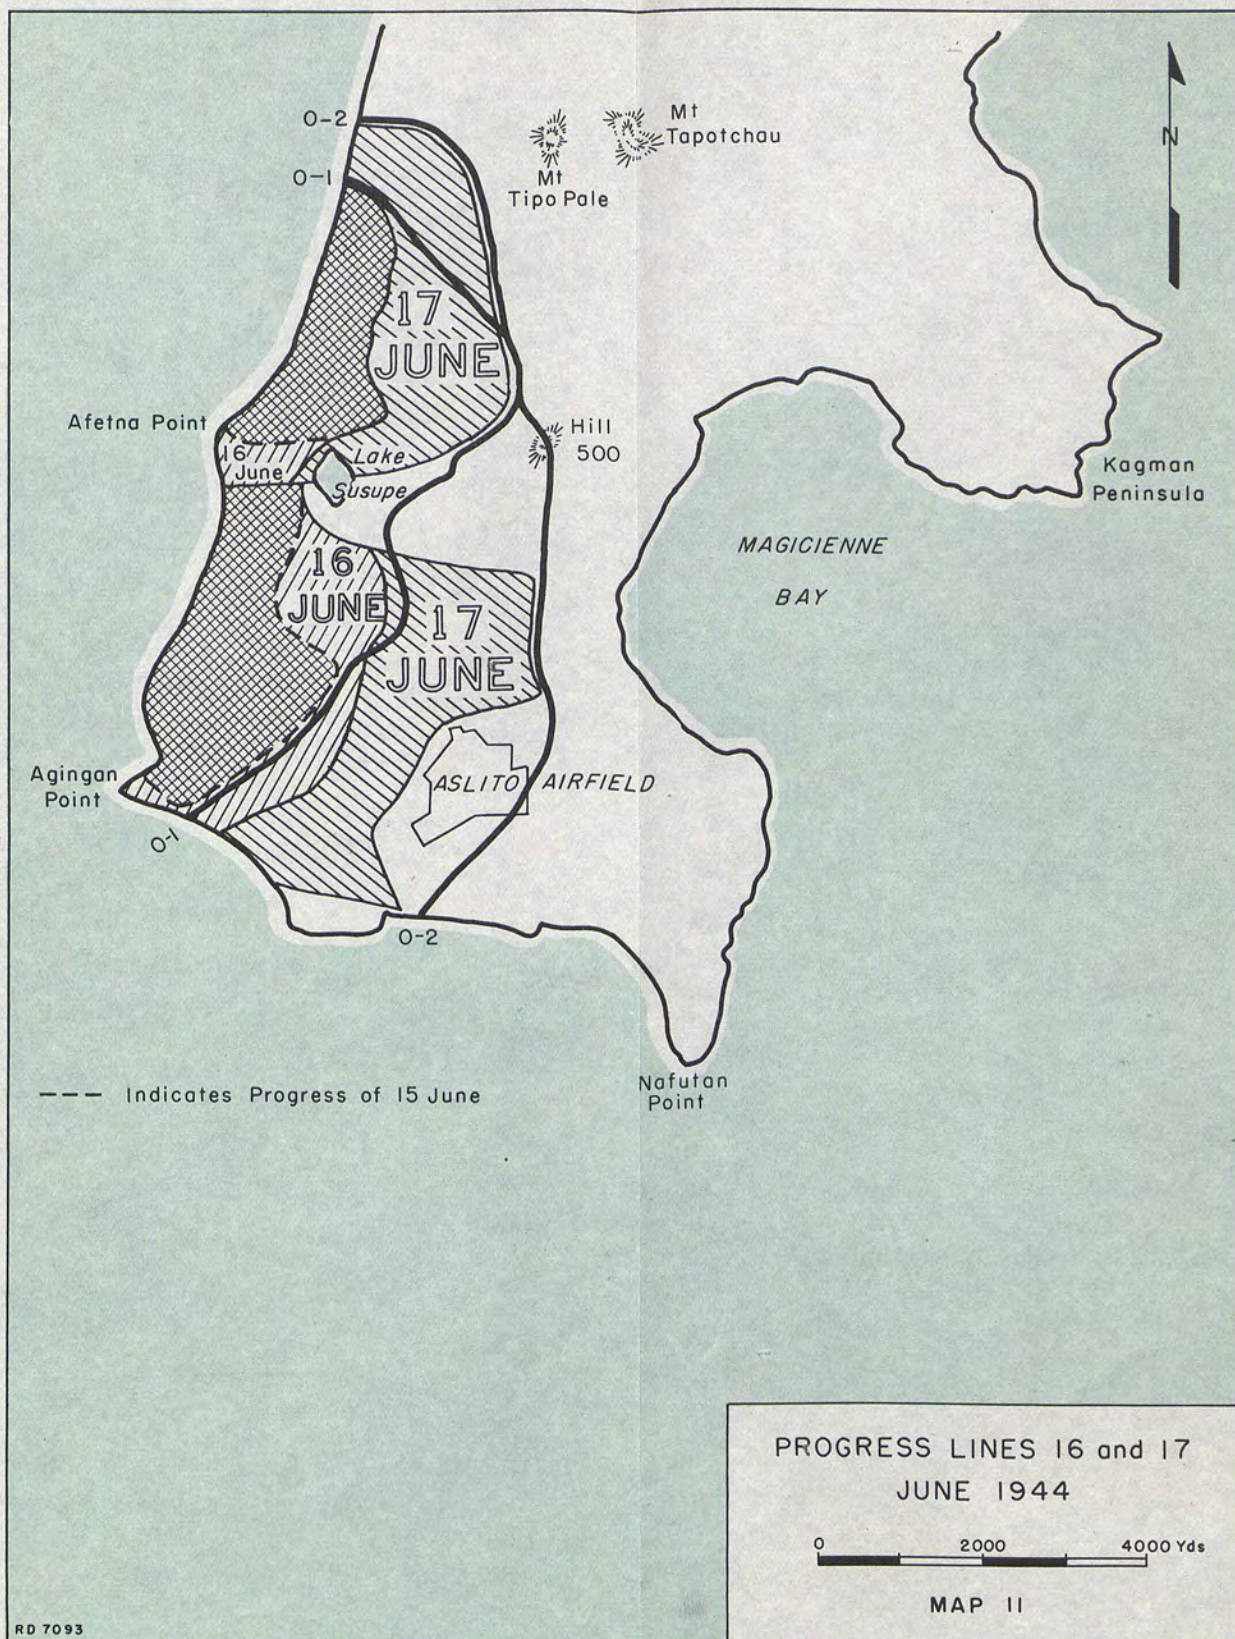 O-2
Mt
Tapotchau
N
O-1
Mt
Tipo Pale
17
JUNE
Afetna Point
Hill
500
16
June
Lake
Susupe
Kagman
Peninsula
MAGICIENNE
BAY
16
JUNE
17
JUNE
Agingan
Point
ASLITO AIRFIELD
O-1
O-2
Nafutan
Point
--- Indicates Progress of 15 June
PROGRESS LINES 16 and 17
JUNE 1944
0 2000 4000 Yds
MAP 11
RD 7093